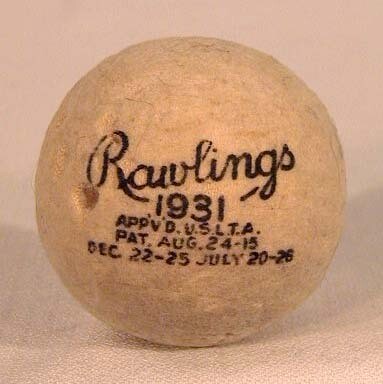 Rawlings
1931
APP'V'D. U.S.L.T.A.
PAT. AUG. 24-15
DEC. 22-25 JULY 20-26